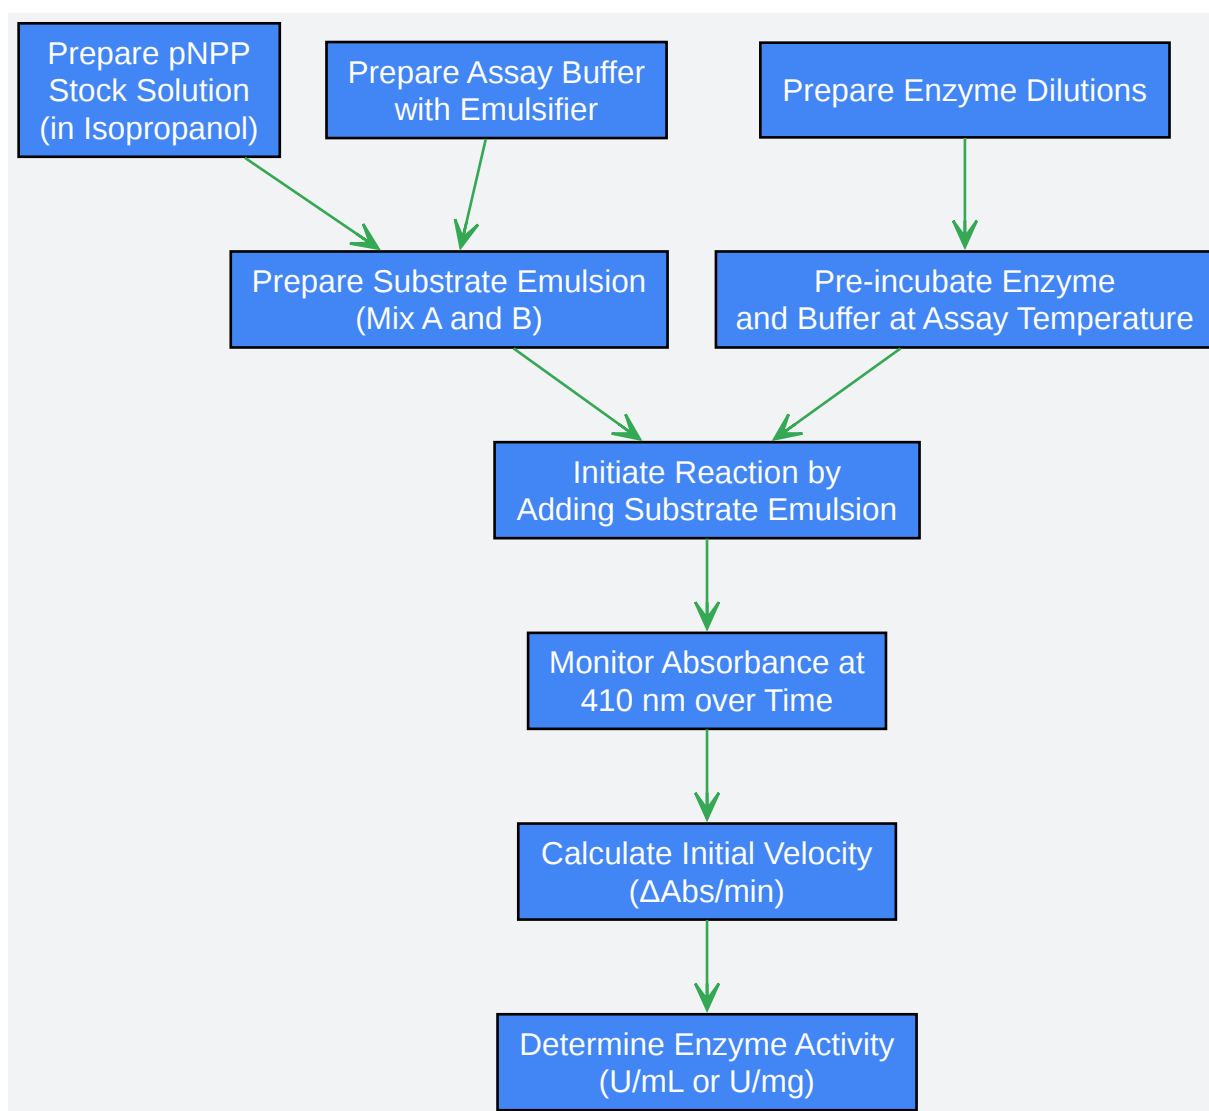 Prepare pNPP
Stock Solution
(in Isopropanol)
Prepare Assay Buffer
with Emulsifier
Prepare Enzyme Dilutions
Prepare Substrate Emulsion
(Mix A and B)
Pre-incubate Enzyme
and Buffer at Assay Temperature
Initiate Reaction by
Adding Substrate Emulsion
Monitor Absorbance at
410 nm over Time
Calculate Initial Velocity
(ΔAbs/min)
Determine Enzyme Activity
(U/mL or U/mg)